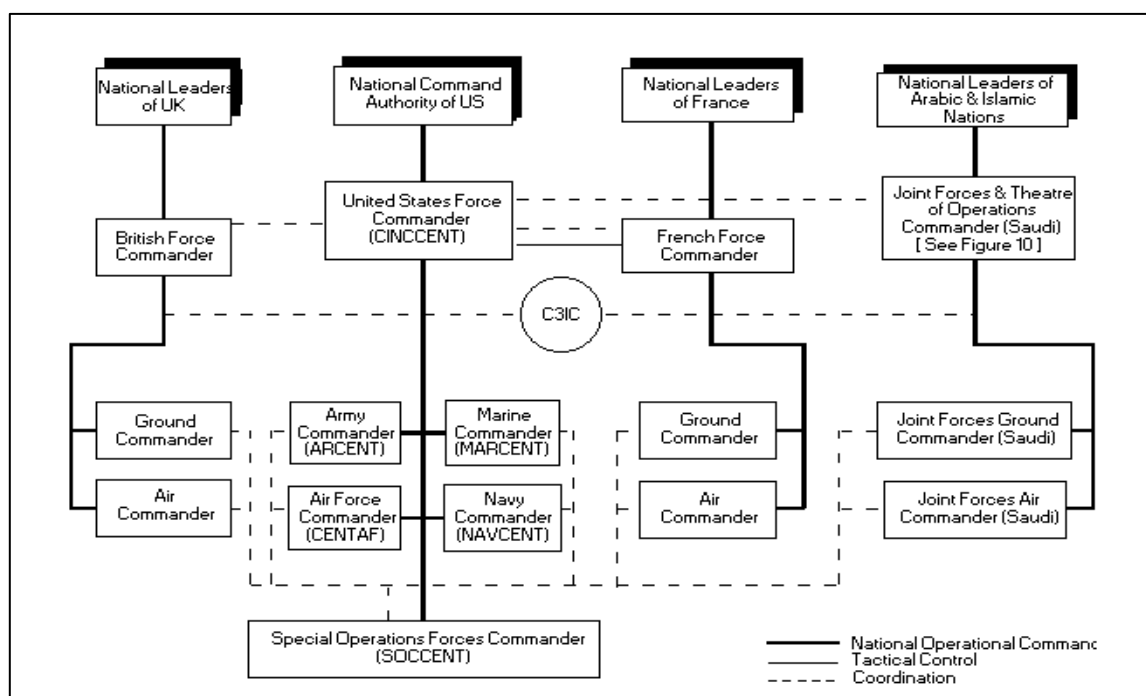 National Leaders
of UK
National Command
Authority of US
National Leaders
of France
National Leaders of
Arabic & Islamic
Nations
United States Force
Commander
(CINCCENT)
Joint Forces & Theatre
of Operations
Commander (Saudi)
[ See Figure 10 ]
British Force
Commander
French Force
Commander
C3IC
Ground
Commander
Army
Commander
(ARCENT)
Marine
Commander
(MARCENT)
Ground
Commander
Joint Forces Ground
Commander (Saudi)
Air
Commander
Air Force
Commander
(CENTAF)
Navy
Commander
(NAVCENT)
Air
Commander
Joint Forces Air
Commander (Saudi)
Special Operations Forces Commander
(SOCCENT)
National Operational Command
Tactical Control
Coordination